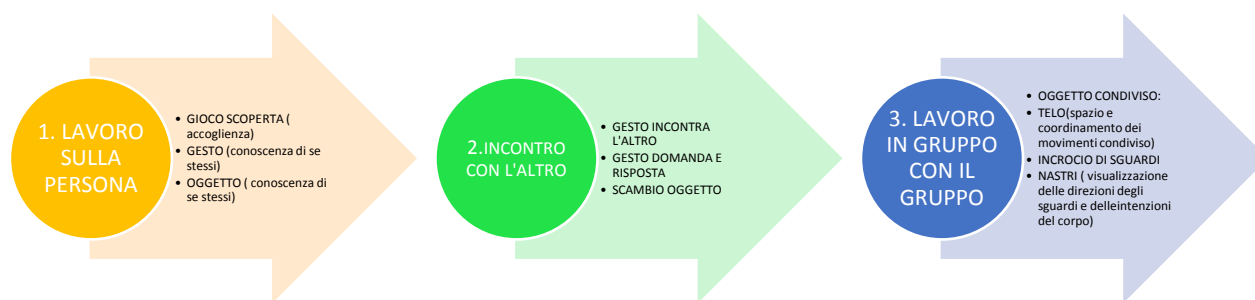 1. LAVORO
SULLA
PERSONA
• GIOCO SCOPERTA (
accoglienza)
• GESTO (conoscenza di se
stessi)
• OGGETTO ( conoscenza di
se stessi)
2.INCONTRO
CON L'ALTRO
• GESTO INCONTRA
L'ALTRO
• GESTO DOMANDA E
RISPOSTA
• SCAMBIO OGGETTO
3. LAVORO
IN GRUPPO
CON IL
GRUPPO
• OGGETTO CONDIVISO:
• TELO(spazio e
coordinamento dei
movimenti condiviso)
• INCROCIO DI SGUARDI
• NASTRI ( visualizzazione
delle direzioni degli
sguardi e delleintenzioni
del corpo)